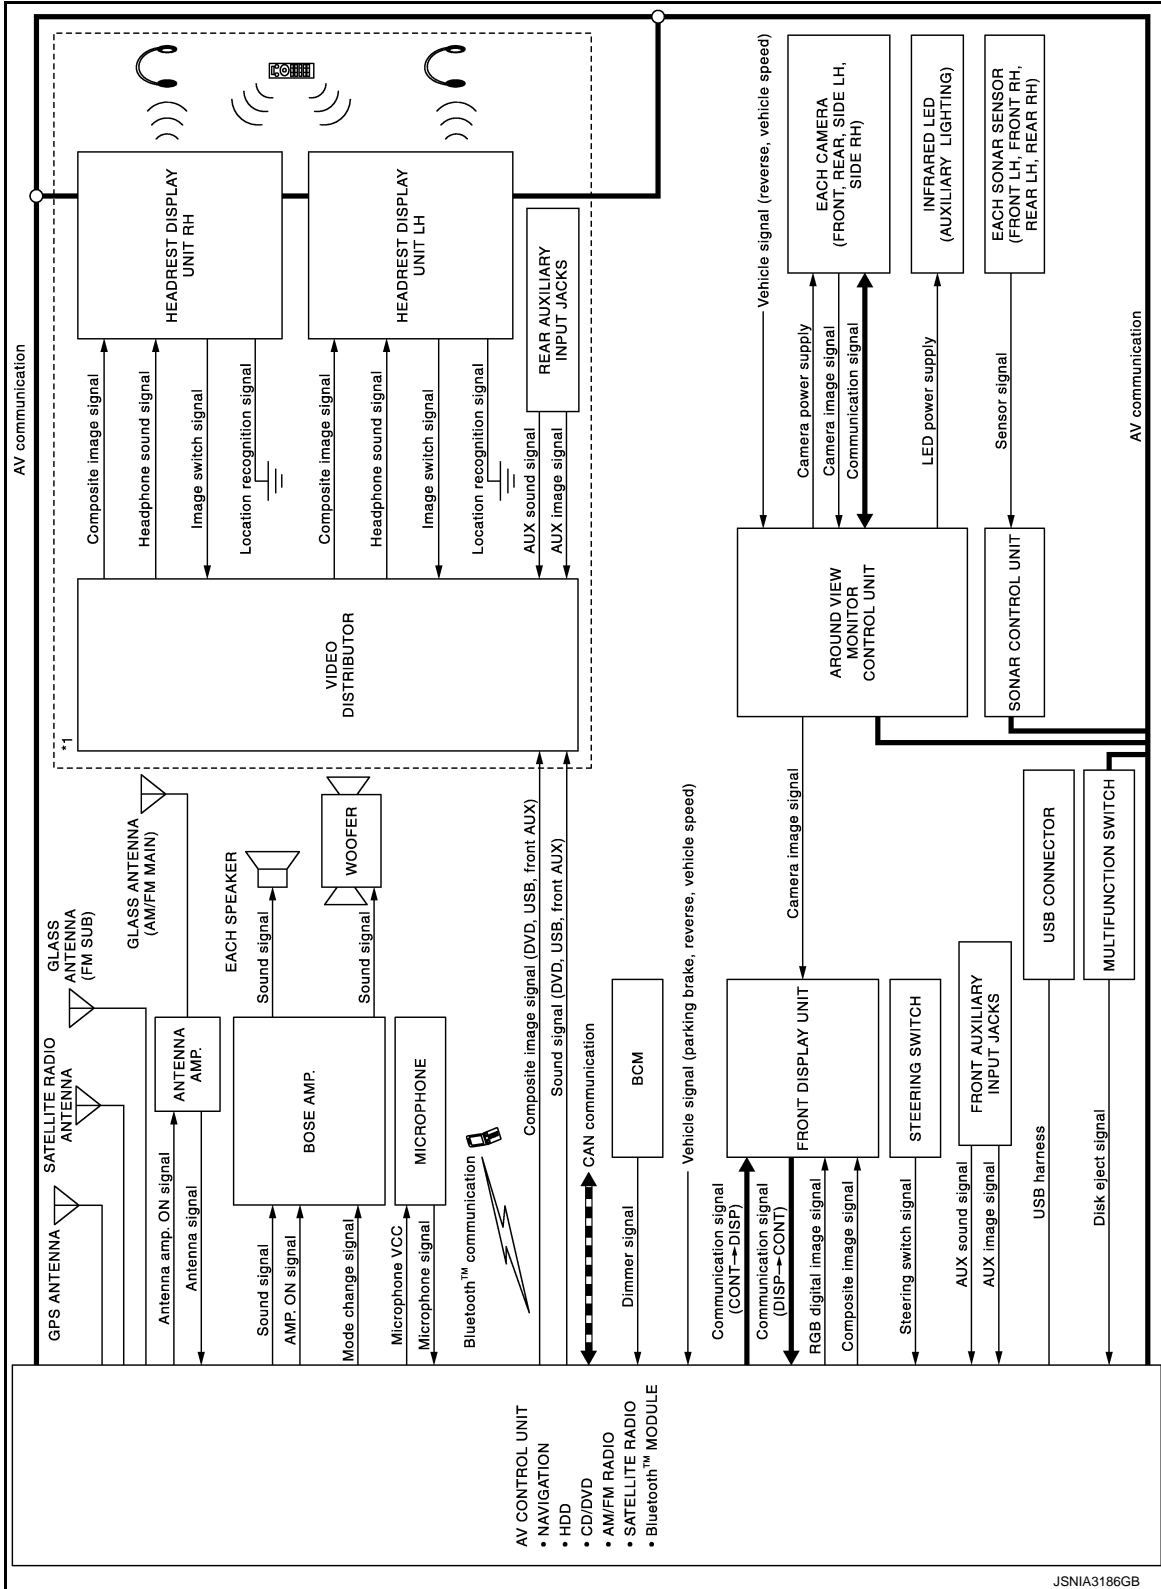 AV CONTROL UNIT
• NAVIGATION
• HDD
• CD/DVD
• AM/FM RADIO
• SATELLITE RADIO
• Bluetooth™ MODULE
AV communication
GPS ANTENNA
SATELLITE RADIO
ANTENNA
GLASS
ANTENNA
(FM SUB)
GLASS ANTENNA
(AM/FM MAIN)
Antenna amp. ON signal
Antenna signal
ANTENNA
AMP.
Sound signal
AMP. ON signal
Mode change signal
BOSE AMP.
Sound signal
Sound signal
EACH SPEAKER
WOOFER
Microphone VCC
Microphone signal
MICROPHONE
Bluetooth™ communication
Composite image signal (DVD, USB, front AUX)
Sound signal (DVD, USB, front AUX)
*1
VIDEO
DISTRIBUTOR
Composite image signal
Headphone sound signal
Image switch signal
Location recognition signal
HEADREST DISPLAY
UNIT RH
Composite image signal
Headphone sound signal
Image switch signal
Location recognition signal
HEADREST DISPLAY
UNIT LH
AUX sound signal
AUX image signal
REAR AUXILIARY
INPUT JACKS
CAN communication
Dimmer signal
BCM
Vehicle signal (parking brake, reverse, vehicle speed)
Communication signal
(CONT→DISP)
Communication signal
(DISP→CONT)
RGB digital image signal
Composite image signal
FRONT DISPLAY UNIT
Camera image signal
AROUND VIEW
MONITOR
CONTROL UNIT
Vehicle signal (reverse, vehicle speed)
Camera power supply
Camera image signal
Communication signal
EACH CAMERA
(FRONT, REAR, SIDE LH,
SIDE RH)
LED power supply
INFRARED LED
(AUXILIARY LIGHTING)
SONAR CONTROL UNIT
Sensor signal
EACH SONAR SENSOR
(FRONT LH, FRONT RH,
REAR LH, REAR RH)
Steering switch signal
STEERING SWITCH
AUX sound signal
AUX image signal
FRONT AUXILIARY
INPUT JACKS
USB harness
USB CONNECTOR
Disk eject signal
MULTIFUNCTION SWITCH
AV communication
JSNIA3186GB